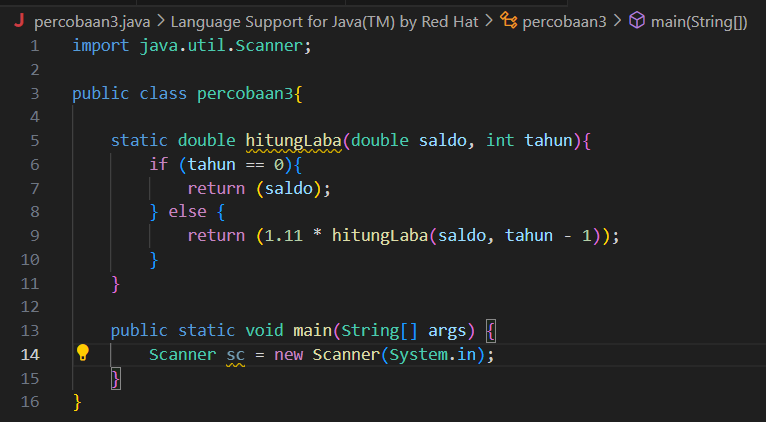 J percobaan3.java > Language Support for Java(TM) by Red Hat > percobaan3 > main(String[])
1 import java.util.Scanner;
2
3 public class percobaan3{
4
5     static double hitungLaba(double saldo, int tahun){
6         if (tahun == 0){
7             return (saldo);
8         } else {
9             return (1.11 * hitungLaba(saldo, tahun - 1));
10         }
11     }
12
13     public static void main(String[] args) {
14         Scanner sc = new Scanner(System.in);
15     }
16 }